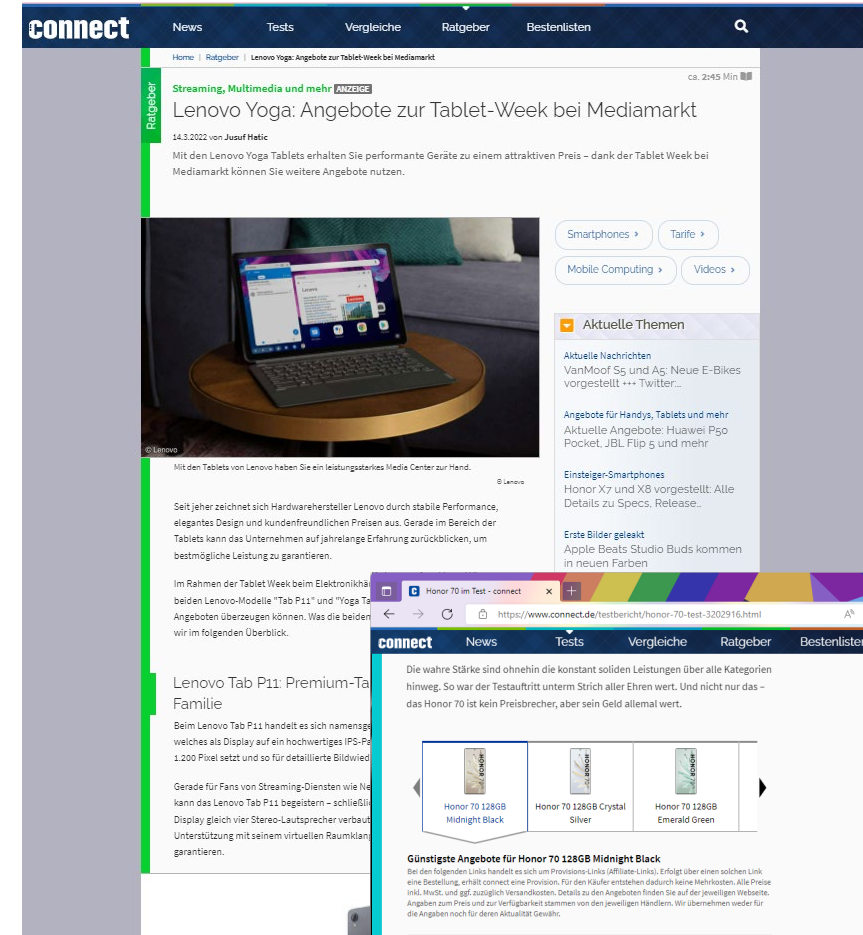 connect
News Tests Vergleiche Ratgeber Bestenlisten
Home | Ratgeber | Lenovo Yoga: Angebote zur Tablet-Week bei Mediamarkt
ca. 2:45 Min
Ratgeber
Streaming, Multimedia und mehr ANZEIGE
Lenovo Yoga: Angebote zur Tablet-Week bei Mediamarkt
14.3.2022 von Jusuf Hatic
Mit den Lenovo Yoga Tablets erhalten Sie performante Geräte zu einem attraktiven Preis – dank der Tablet Week bei
Mediamarkt können Sie weitere Angebote nutzen.
© Lenovo
Mit den Tablets von Lenovo haben Sie ein leistungsstarkes Media Center zur Hand.
© Lenovo
Seit jeher zeichnet sich Hardwarehersteller Lenovo durch stabile Performance,
elegantes Design und kundenfreundlichen Preisen aus. Gerade im Bereich der
Tablets kann das Unternehmen auf jahrelange Erfahrung zurückblicken, um
bestmögliche Leistung zu garantieren.
Im Rahmen der Tablet Week beim Elektronikhä
beiden Lenovo-Modelle "Tab P11" und "Yoga Ta
Angeboten überzeugen können. Was die beiden
wir im folgenden Überblick.
Lenovo Tab P11: Premium-Ta
Familie
Beim Lenovo Tab P11 handelt es sich namensge
welches als Display auf ein hochwertiges IPS-Pa
1.200 Pixel setzt und so für detaillierte Bildwied
Gerade für Fans von Streaming-Diensten wie Ne
kann das Lenovo Tab P11 begeistern – schließlic
Display gleich vier Stereo-Lautsprecher verbaut
Unterstützung mit seinem virtuellen Raumklang
garantieren.
Smartphones › Tarife ›
Mobile Computing › Videos ›
Aktuelle Themen
Aktuelle Nachrichten
VanMoof S5 und A5: Neue E-Bikes
vorgestellt +++ Twitter:...
Angebote für Handys, Tablets und mehr
Aktuelle Angebote: Huawei P50
Pocket, JBL Flip 5 und mehr
Einsteiger-Smartphones
Honor X7 und X8 vorgestellt: Alle
Details zu Specs, Release...
Erste Bilder geleakt
Apple Beats Studio Buds kommen
in neuen Farben
Honor 70 im Test - connect
https://www.connect.de/testbericht/honor-70-test-3202916.html
connect News Tests Vergleiche Ratgeber Bestenlister
Die wahre Stärke sind ohnehin die konstant soliden Leistungen über alle Kategorien
hinweg. So war der Testauftritt unterm Strich aller Ehren wert. Und nicht nur das –
das Honor 70 ist kein Preisbrecher, aber sein Geld allemal wert.
HONOR 70 HONOR 70 HONOR 70
Honor 70 128GB Honor 70 128GB Crystal Honor 70 128GB
Midnight Black Silver Emerald Green
Günstigste Angebote für Honor 70 128GB Midnight Black
Bei den folgenden Links handelt es sich um Provisions-Links (Affiliate-Links). Erfolgt über einen solchen Link
eine Bestellung, erhält connect eine Provision. Für den Käufer entstehen dadurch keine Mehrkosten. Alle Preise
inkl. MwSt. und ggf. zuzüglich Versandkosten. Details zu den Angeboten finden Sie auf der jeweiligen Webseite.
Angaben zum Preis und zur Verfügbarkeit stammen von den jeweiligen Händlern. Wir übernehmen weder für
die Angaben noch für deren Aktualität Gewähr.